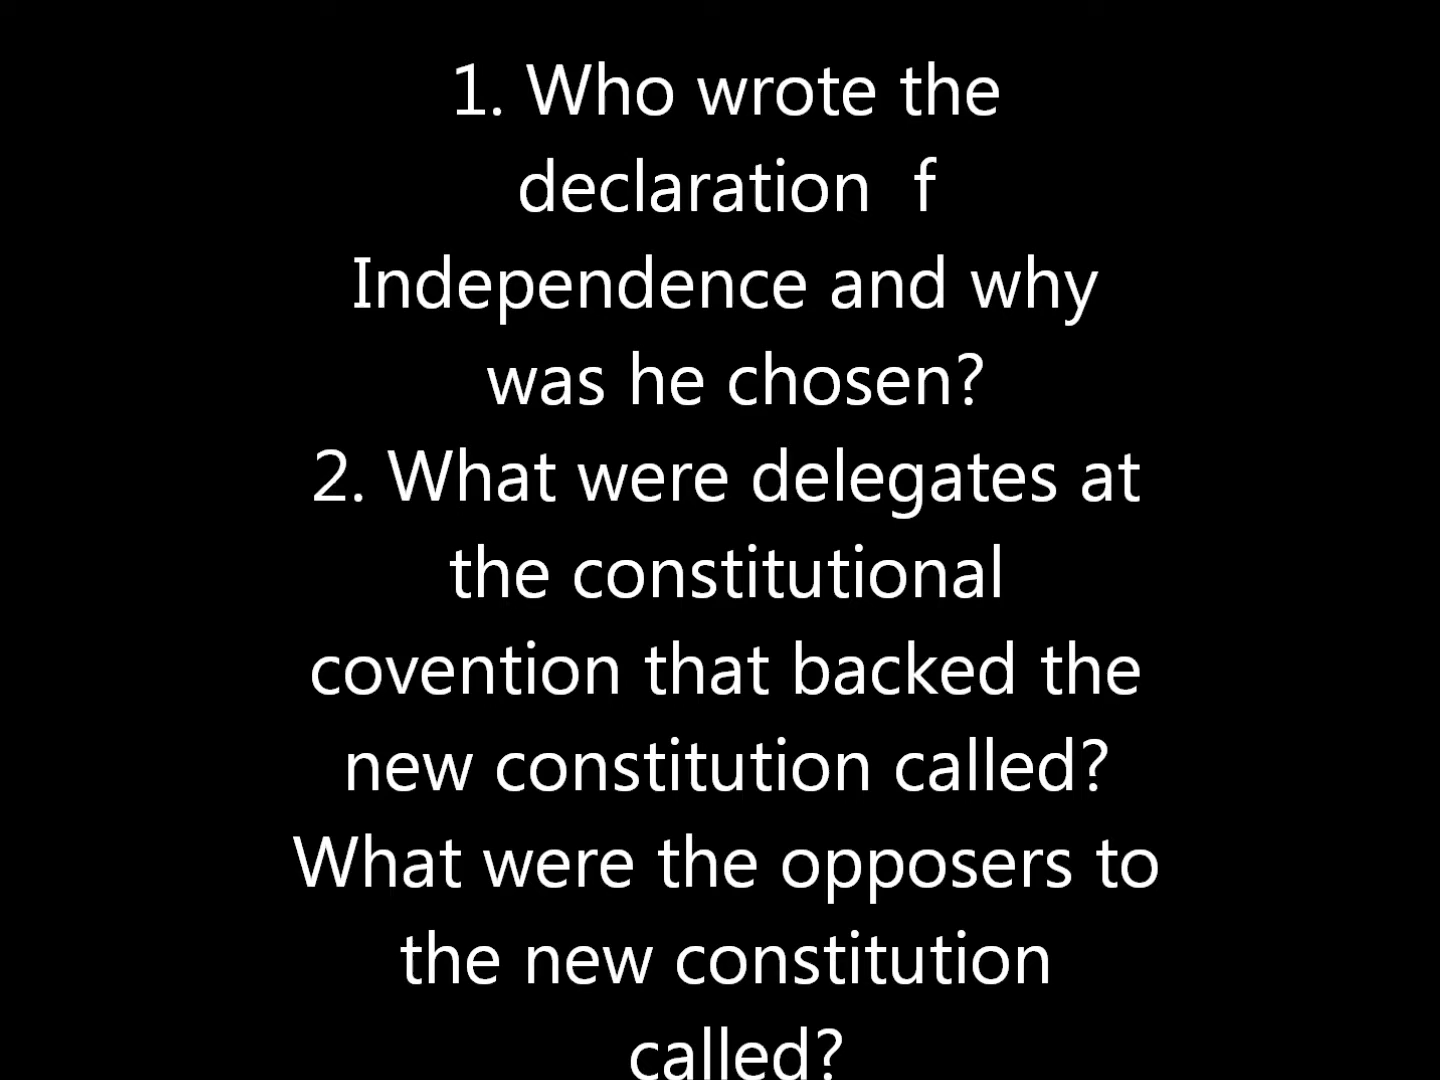 1. Who wrote the
declaration  f
Independence and why
was he chosen?
2. What were delegates at
the constitutional
covention that backed the
new constitution called?
What were the opposers to
the new constitution
called?